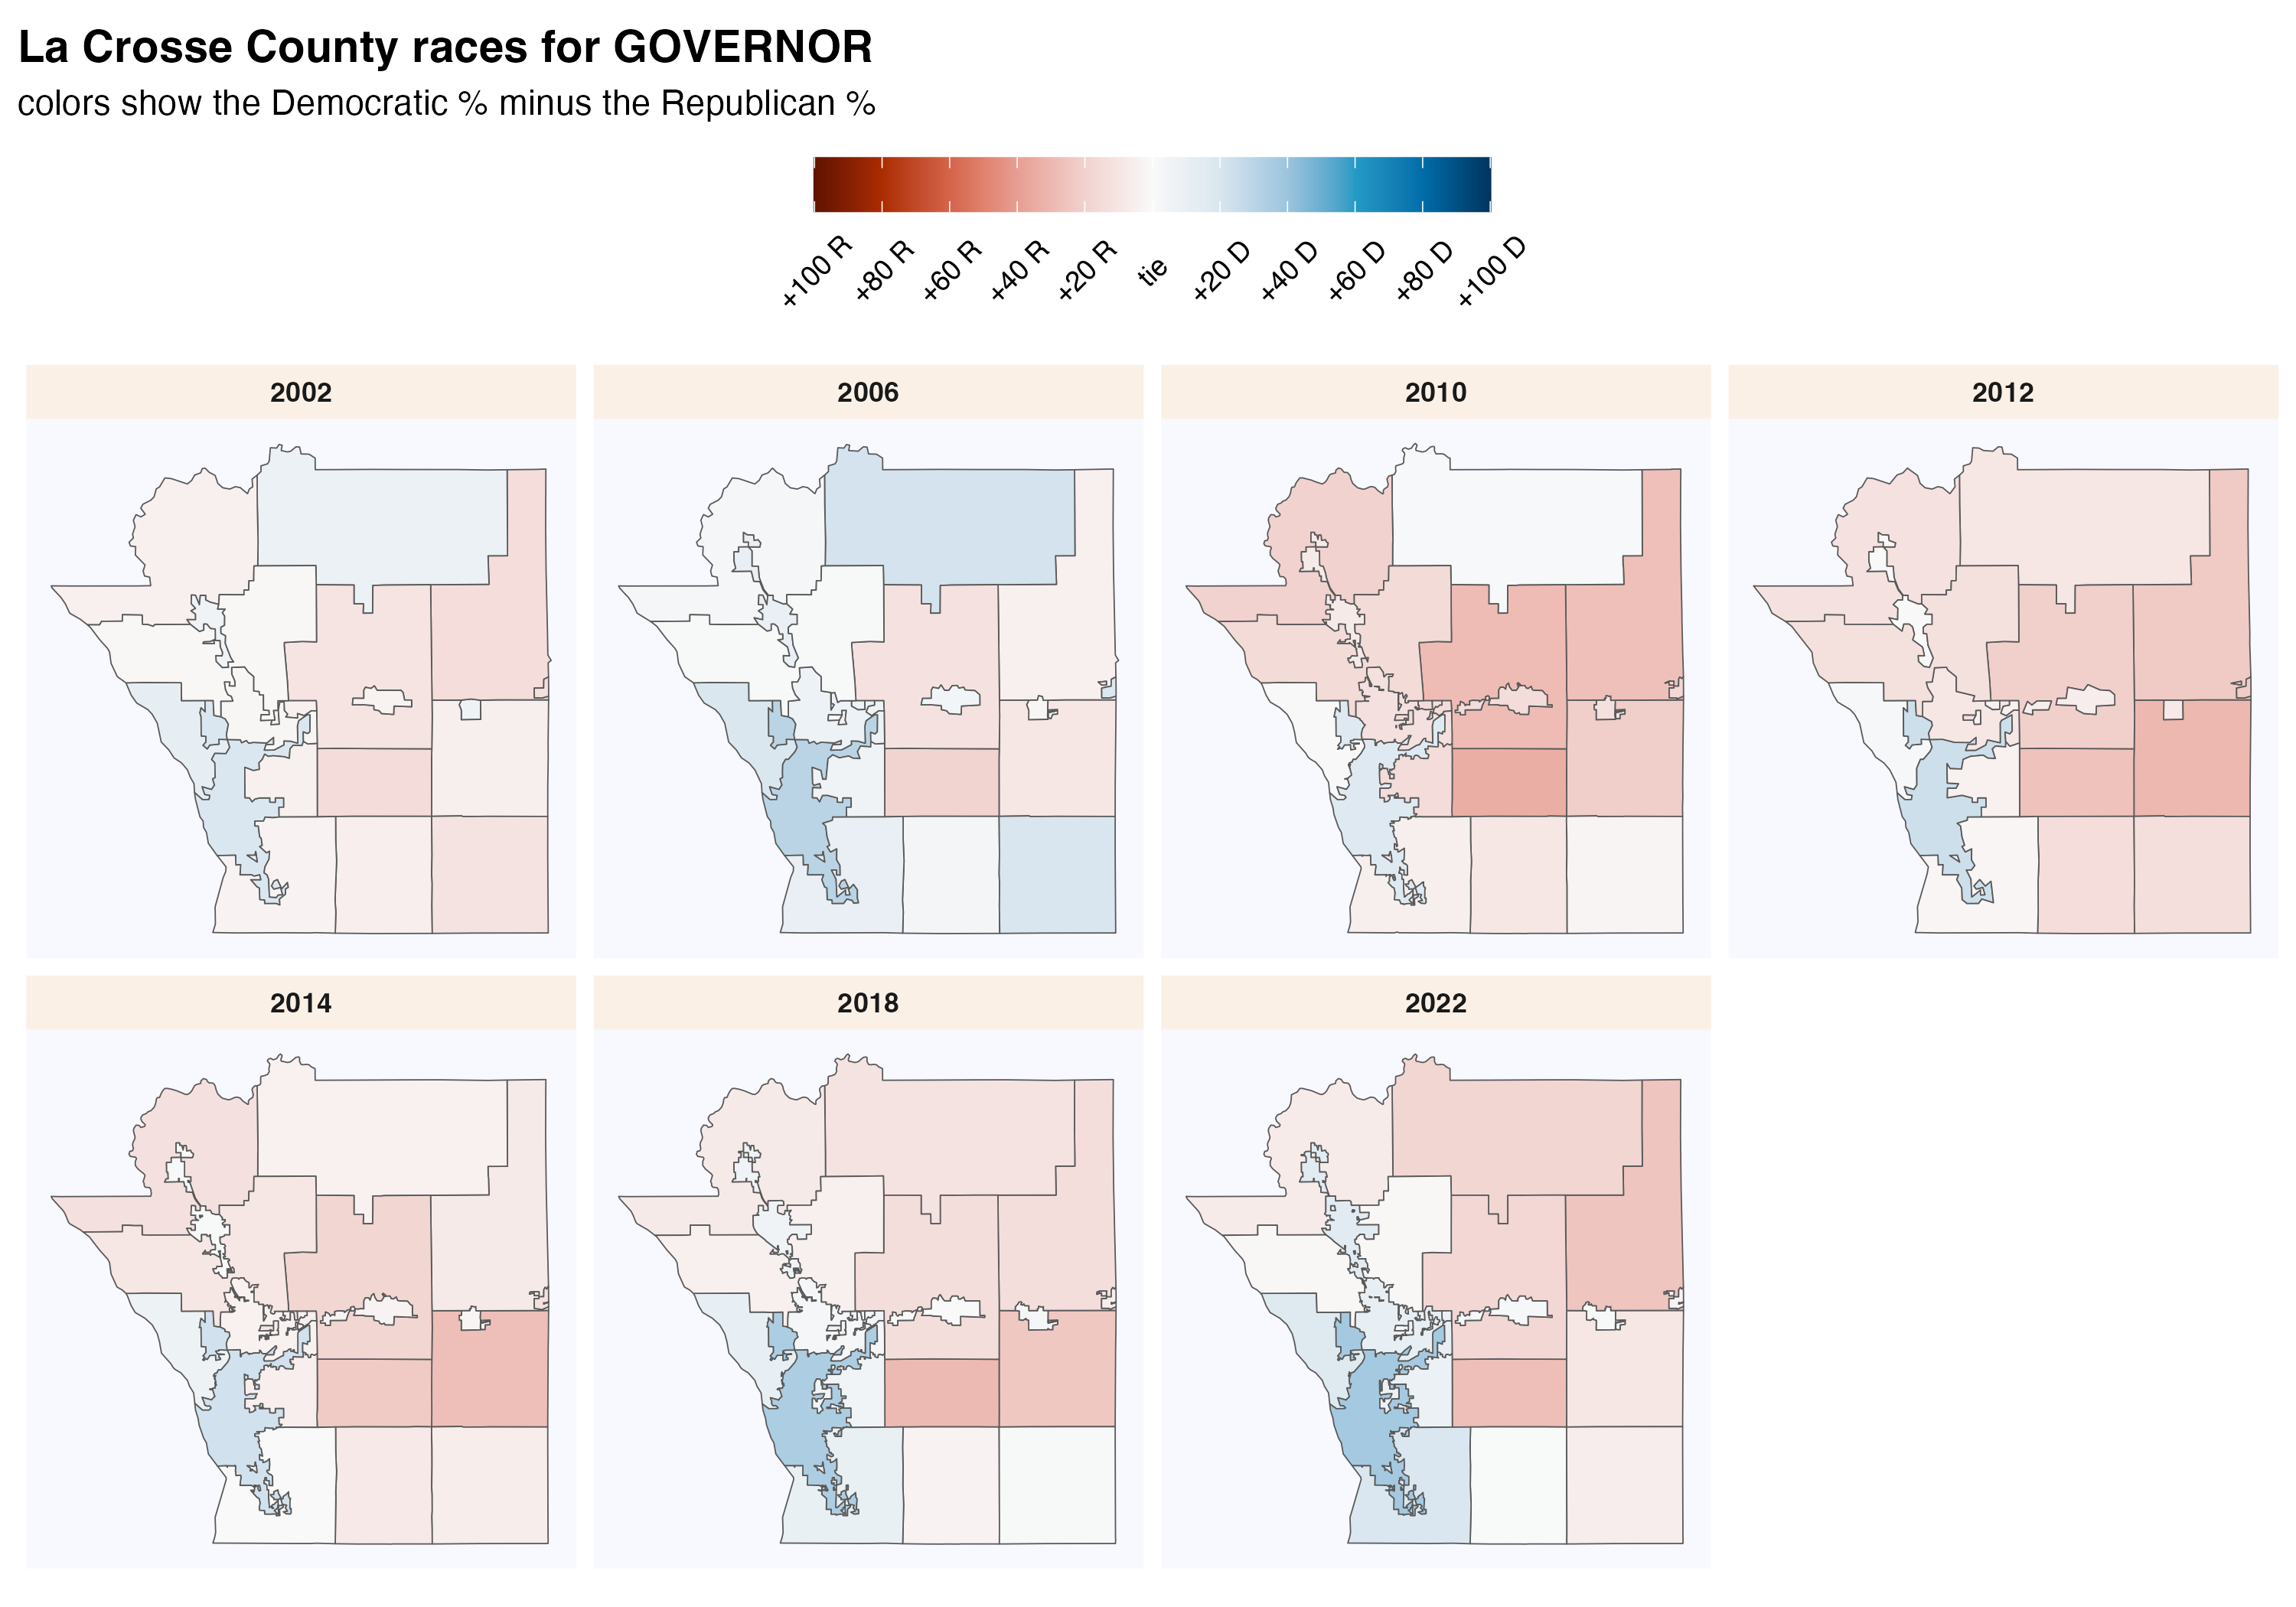 La Crosse County races for GOVERNOR
colors show the Democratic % minus the Republican %
+100 R
+80 R
+60 R
+40 R
+20 R
tie
+20 D
+40 D
+60 D
+80 D
+100 D
2002
2006
2010
2012
2014
2018
2022